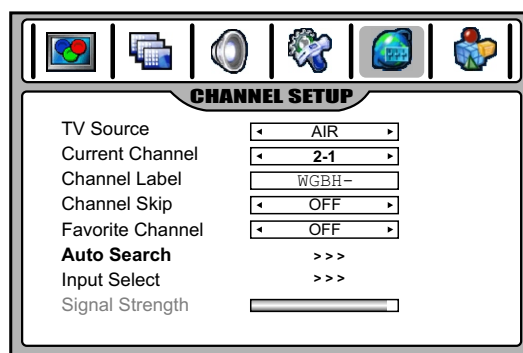 CHANNEL SETUP
TV Source AIR
Current Channel 2-1
Channel Label WGBH-
Channel Skip OFF
Favorite Channel OFF
Auto Search >>>
Input Select >>>
Signal Strength